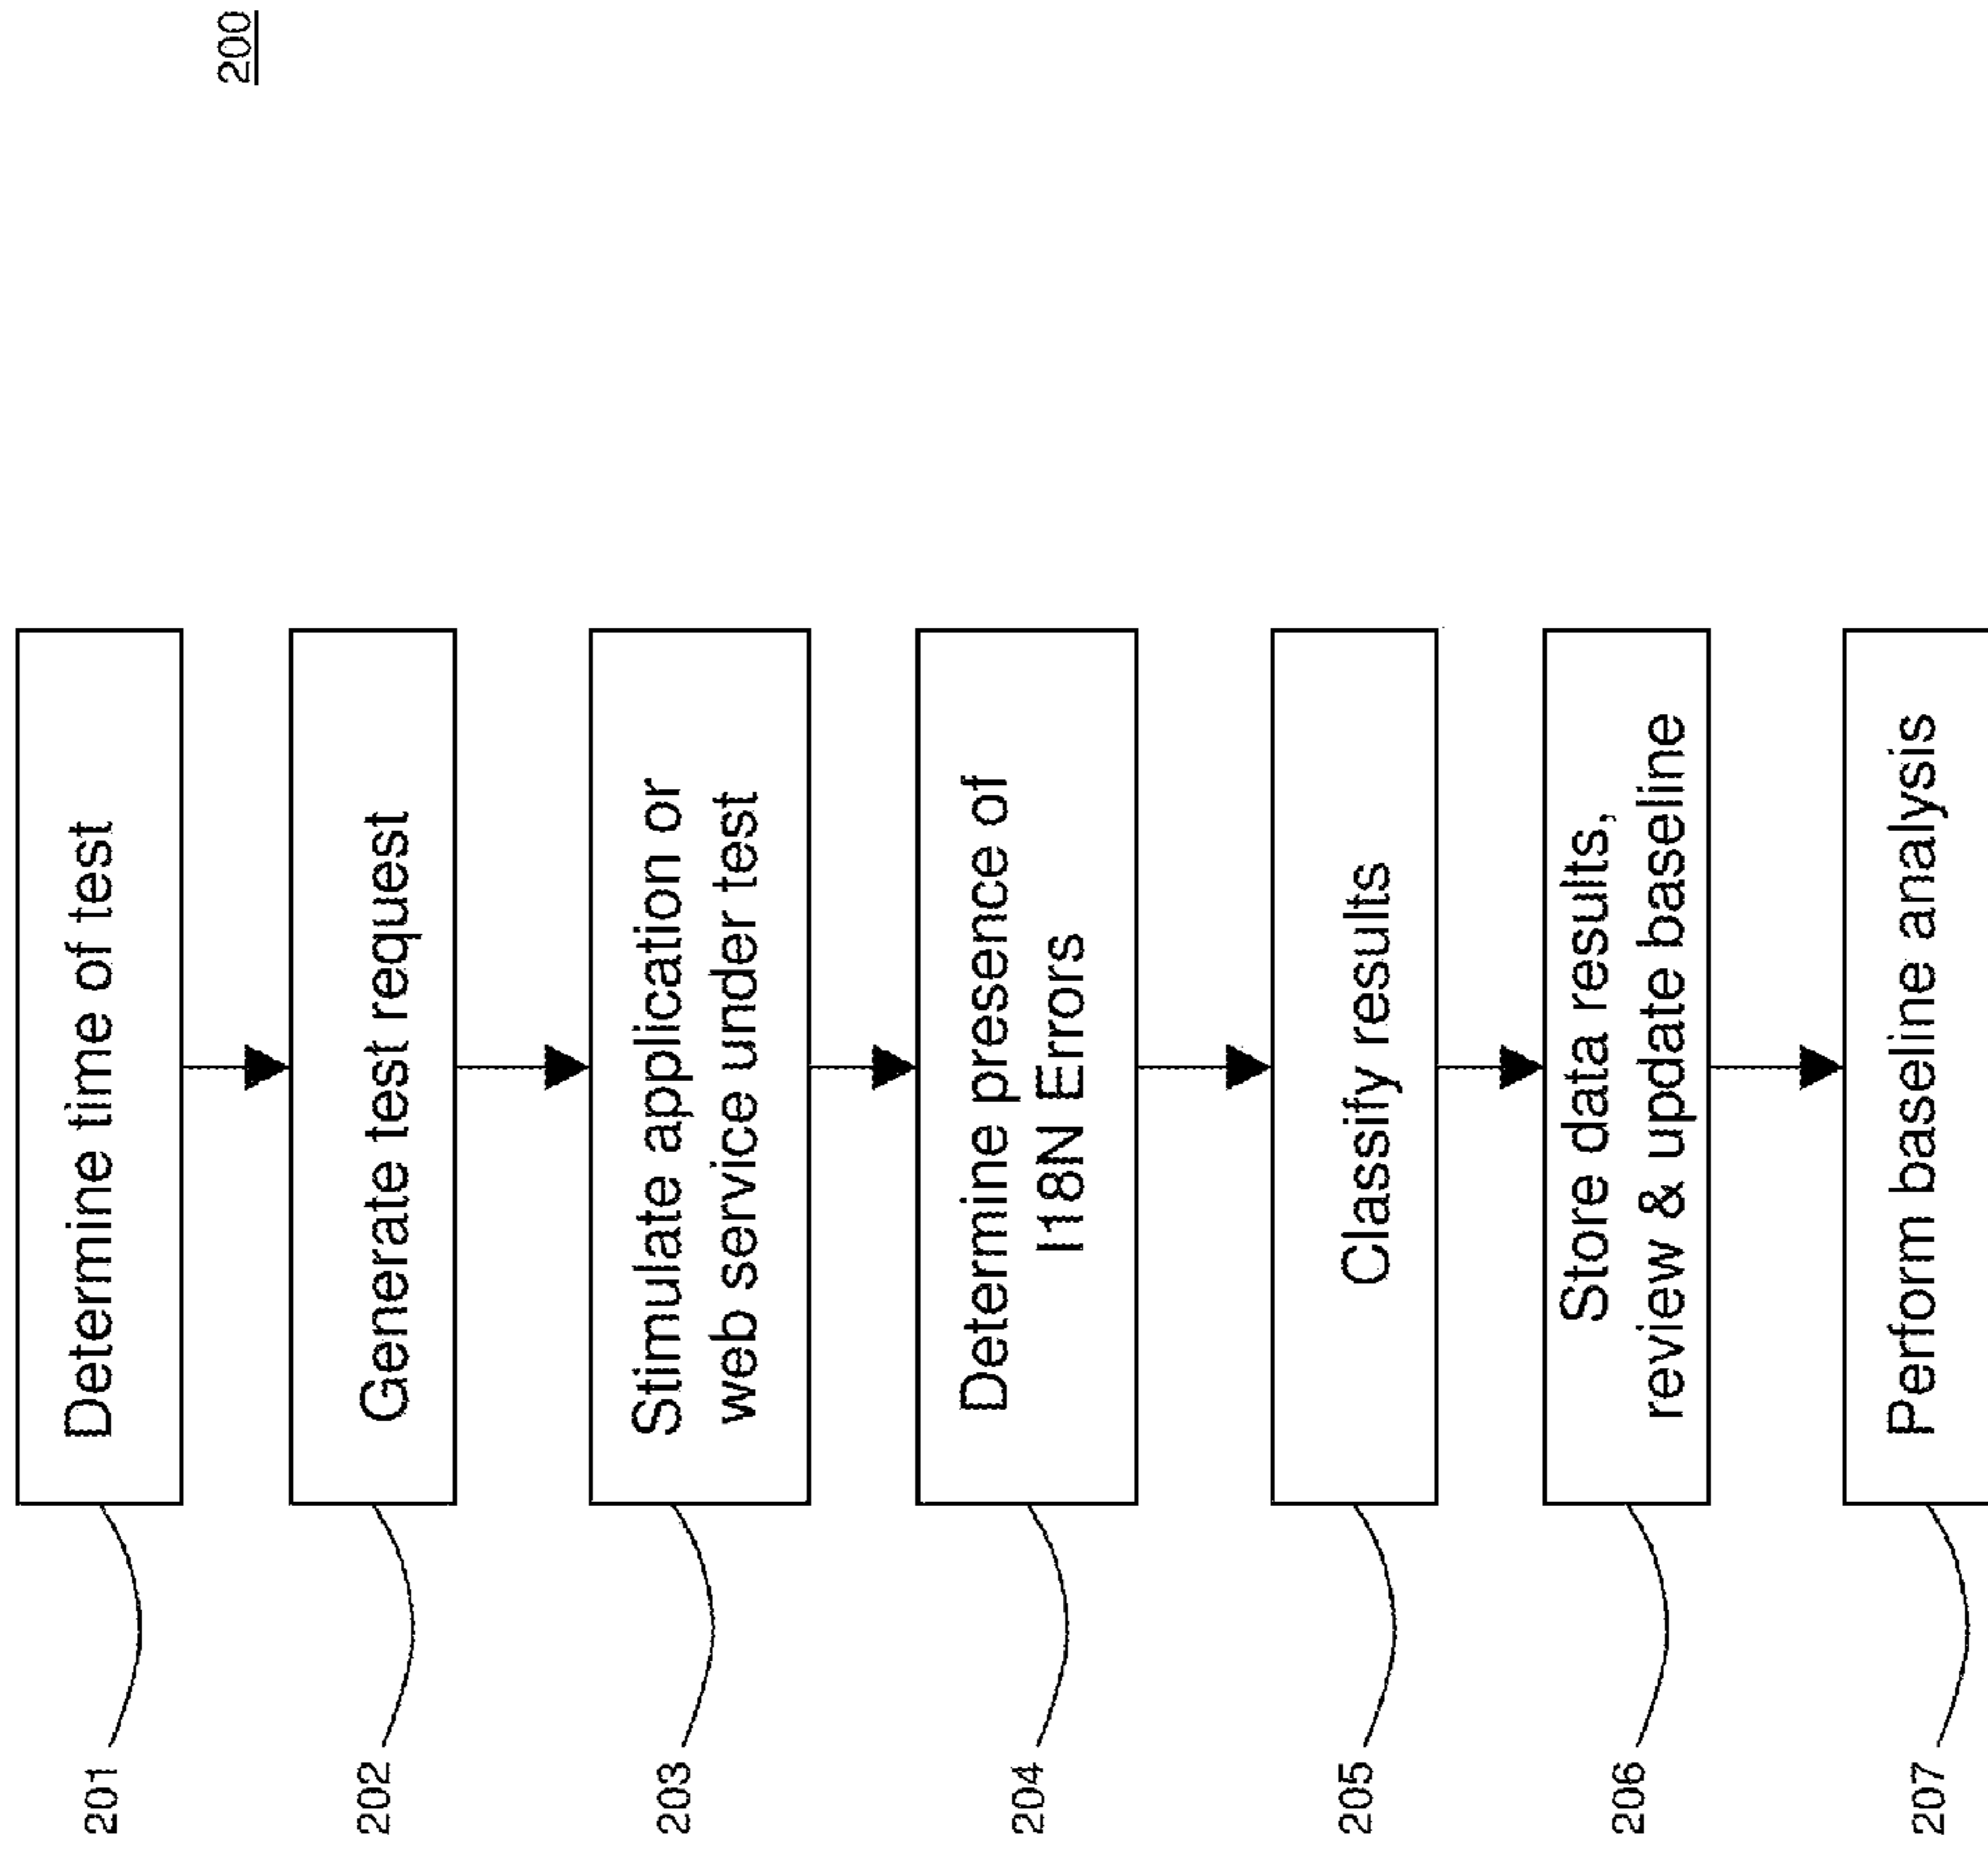 200
201
Determine time of test
202
Generate test request
203
Stimulate application or
web service under test
204
Determine presence of
I18N Errors
205
Classify results
206
Store data results,
review & update baseline
207
Perform baseline analysis